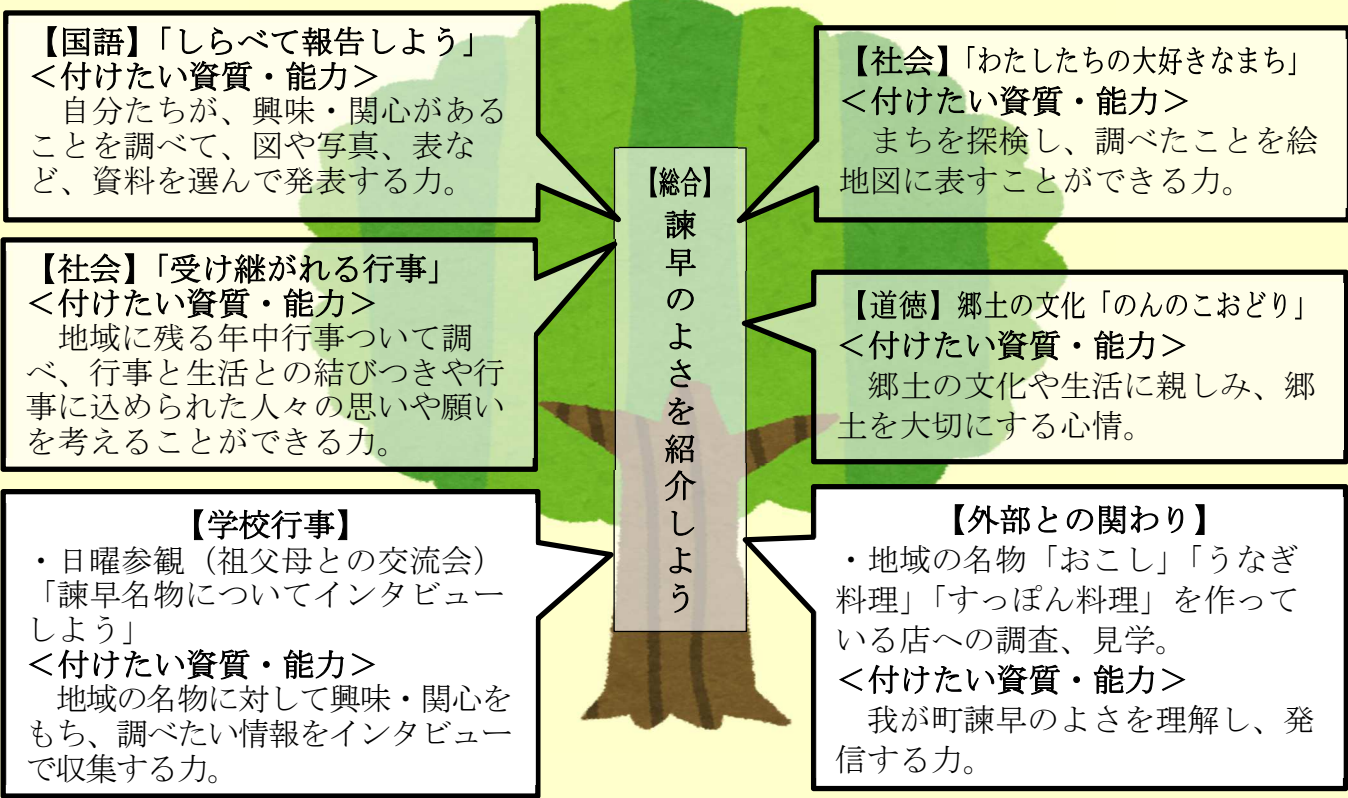 【国語】「しらべて報告しよう」
＜付けたい資質・能力＞
自分たちが、興味・関心がある
ことを調べて、図や写真、表な
ど、資料を選んで発表する力。
【社会】「受け継がれる行事」
＜付けたい資質・能力＞
地域に残る年中行事ついて調
べ、行事と生活との結びつきや行
事に込められた人々の思いや願い
を考えることができる力。
【学校行事】
・日曜参観（祖父母との交流会）
「諫早名物についてインタビュー
しよう」
＜付けたい資質・能力＞
地域の名物に対して興味・関心を
もち、調べたい情報をインタビュー
で収集する力。
【総合】
諫早のよさを紹介しよう
【社会】「わたしたちの大好きなまち」
＜付けたい資質・能力＞
まちを探検し、調べたことを絵
地図に表すことができる力。
【道徳】郷土の文化「のんのこおどり」
＜付けたい資質・能力＞
郷土の文化や生活に親しみ、郷
土を大切にする心情。
【外部との関わり】
・地域の名物「おこし」「うなぎ
料理」「すっぽん料理」を作って
いる店への調査、見学。
＜付けたい資質・能力＞
我が町諫早のよさを理解し、発
信する力。